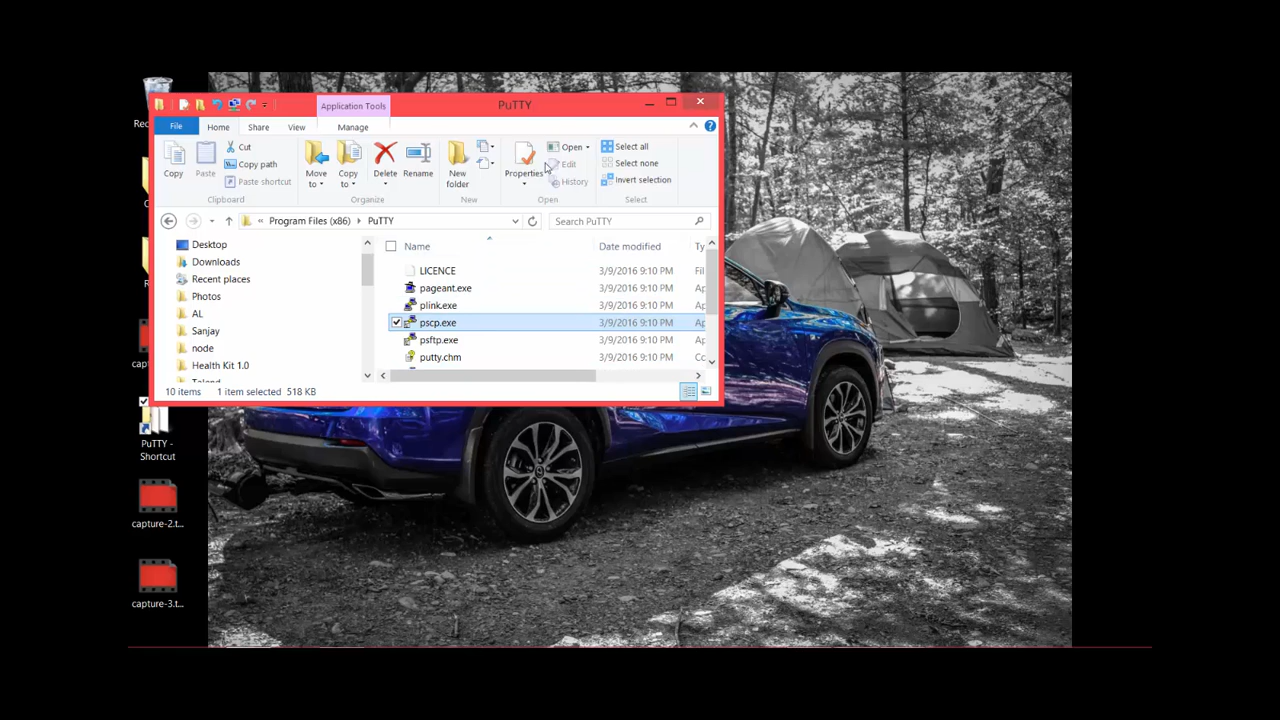 Application Tools
PuTTY
File
Home
Share
View
Manage
Copy
Paste
Cut
Copy path
Paste shortcut
Clipboard
Move to
Copy to
Delete
Rename
Organize
New folder
New
Properties
Open
Edit
History
Open
Select all
Select none
Invert selection
Select
« Program Files (x86) PuTTY
Search PuTTY
Desktop
Downloads
Recent places
Photos
AL
Sanjay
node
Health Kit 1.0
Name Date modified Ty
LICENCE 3/9/2016 9:10 PM Fil
pageant.exe 3/9/2016 9:10 PM Ap
plink.exe 3/9/2016 9:10 PM Ap
pscp.exe 3/9/2016 9:10 PM Ap
psftp.exe 3/9/2016 9:10 PM Ap
putty.chm 3/9/2016 9:10 PM Co
10 items 1 item selected 518 KB
PuTTY -
Shortcut
capture-2.t...
capture-3.t...